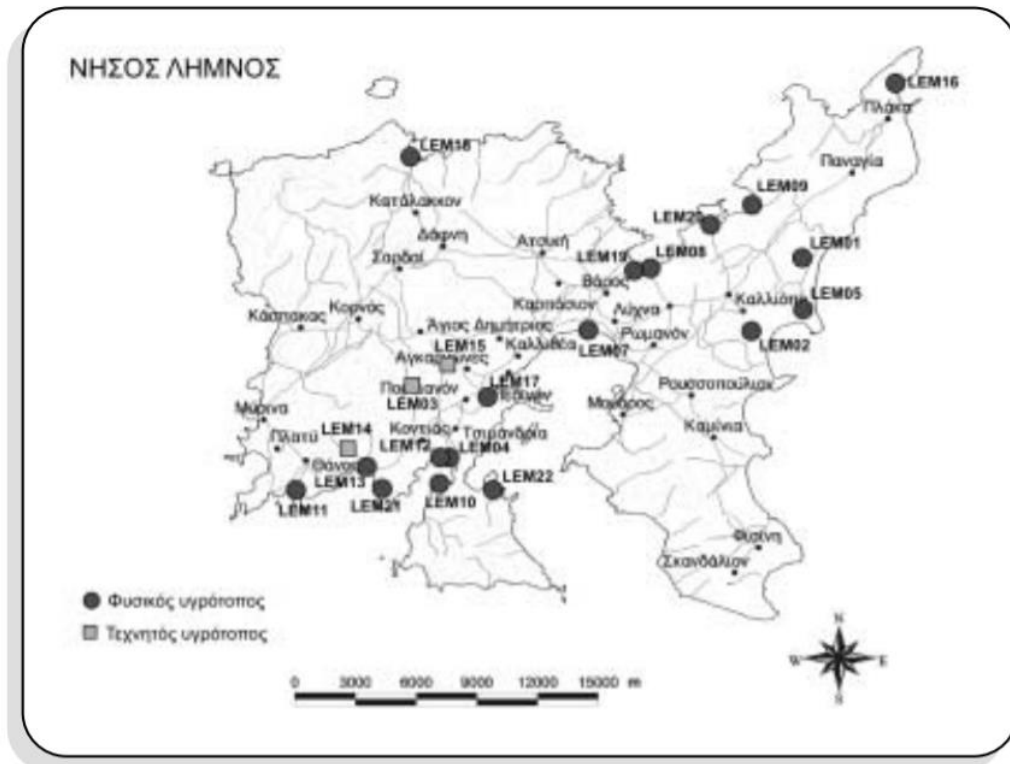 ΝΗΣΟΣ ΛΗΜΝΟΣ
LEM16
Πλάκα
LEM18
Παναγία
LEM09
Κατάλακκον
LEM20
Δάφνη
Ατσική
LEM01
Σαρδαί
LEM19
LEM08
Βάρος
Κορνός
Καρπάσιον
Καλλιόπη
LEM05
Κάσπακας
Λύχνα
Άγιος Δημήτριος
Ρωμανόν
LEM15
Καλλιθέα
LEM07
LEM02
LEM17
Ρουσσοπούλιον
LEM03
Μούδρος
Μύρινα
LEM14
Κοντιάς
Τσιμάνδρια
Καμίνια
Πλατύ
LEM12
LEM04
Θάνος
LEM13
LEM22
LEM11
LEM21
LEM10
Φισίνη
Σκανδάλιον
Φυσικός υγρότοπος
Τεχνητός υγρότοπος
N
W E
S
0 3000 6000 9000 12000 15000 m